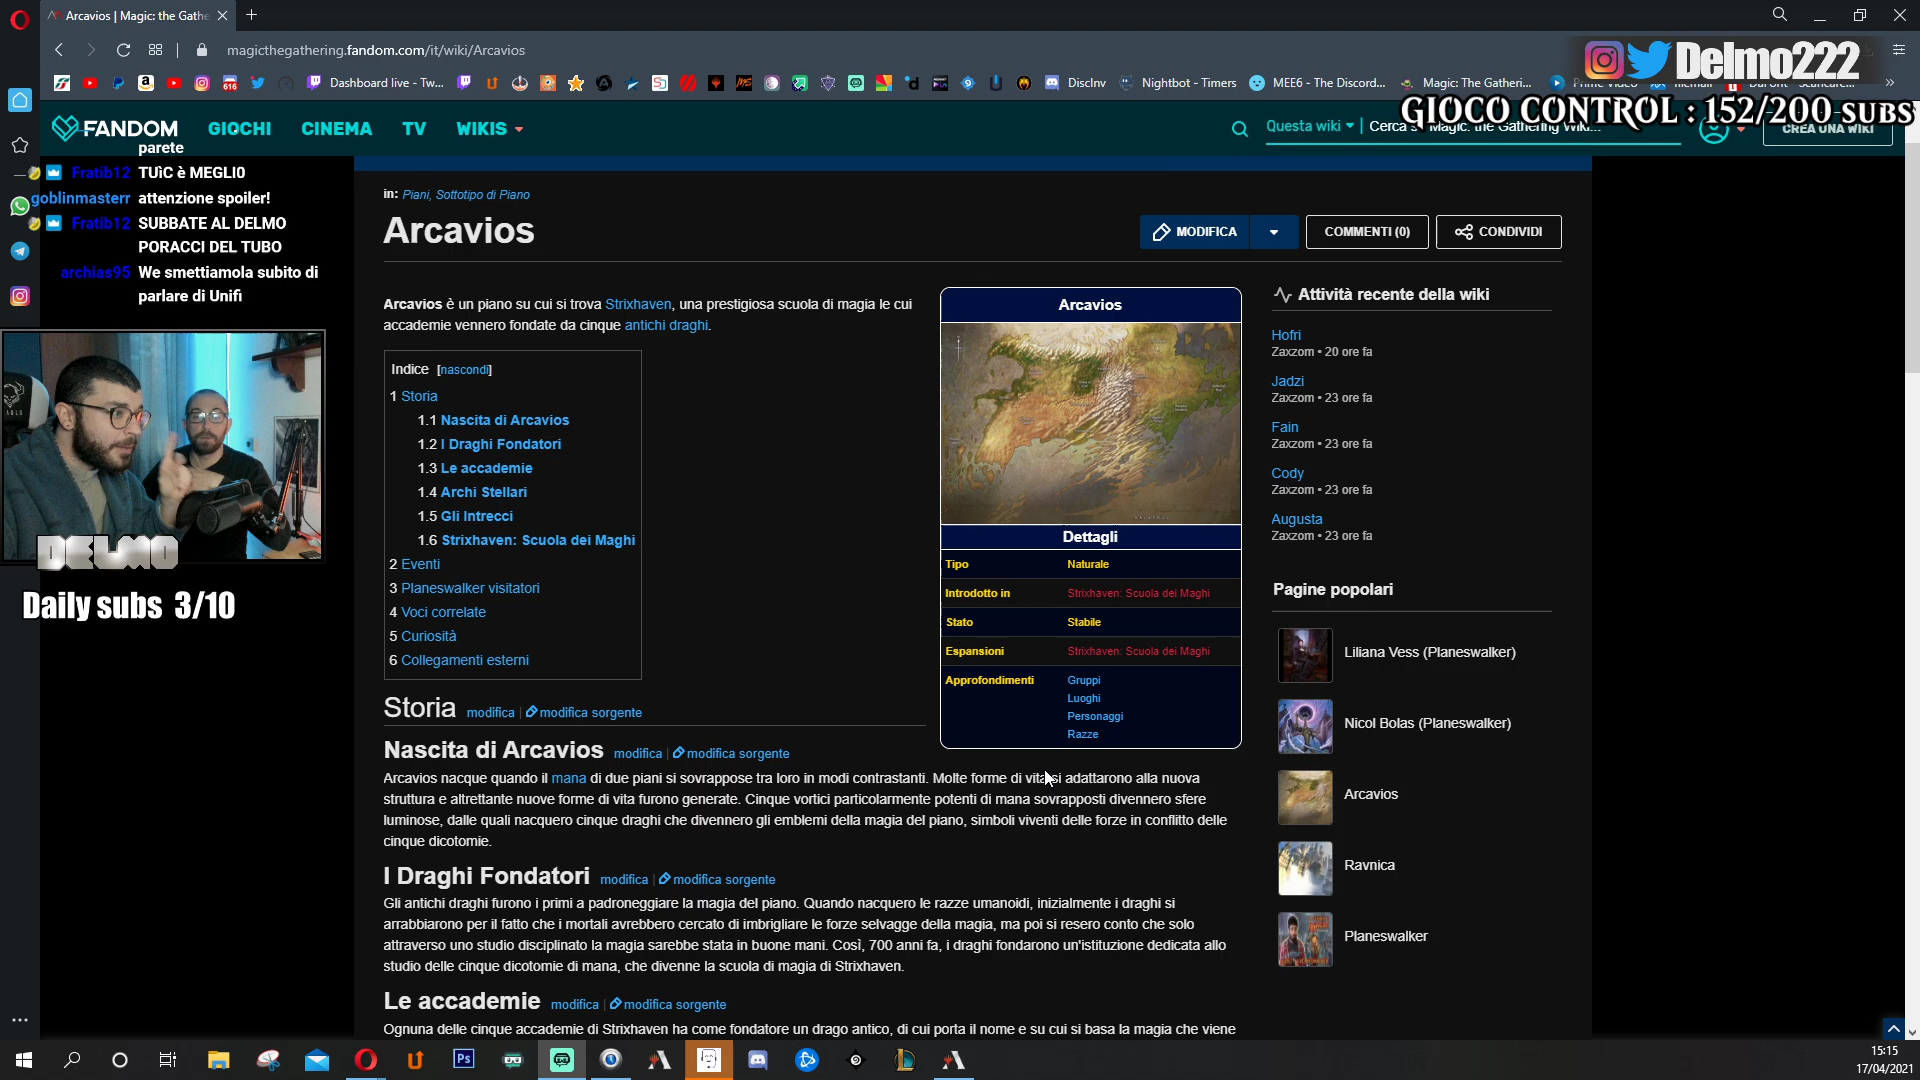 Arcavios | Magic: the Gathe
magicthegathering.fandom.com/it/wiki/Arcavios
Delmo222
Dashboard live - Tw...
DiscInv
Nightbot - Timers
MEE6 - The Discord...
Magic: The Gatheri...
Prime Video
GIOCO CONTROL : 152/200 SUBS
FANDOM
GIOCHI
CINEMA
TV
WIKIS
Questa wiki
CREA UNA WIKI
parete
Fratib12 TUiC è MEGLI0
goblinmasterr attenzione spoiler!
Fratib12 SUBBATE AL DELMO
PORACCI DEL TUBO
archias95 We smettiamola subito di
parlare di Unifi
DELMO
Daily subs 3/10
in: Piani, Sottotipo di Piano
Arcavios
MODIFICA
COMMENTI (0)
CONDIVIDI
Arcavios è un piano su cui si trova Strixhaven, una prestigiosa scuola di magia le cui
accademie vennero fondate da cinque antichi draghi.
Indice [nascondi]
1 Storia
1.1 Nascita di Arcavios
1.2 I Draghi Fondatori
1.3 Le accademie
1.4 Archi Stellari
1.5 Gli Intrecci
1.6 Strixhaven: Scuola dei Maghi
2 Eventi
3 Planeswalker visitatori
4 Voci correlate
5 Curiosità
6 Collegamenti esterni
Arcavios
Dettagli
Tipo Naturale
Introdotto in Strixhaven: Scuola dei Maghi
Stato Stabile
Espansioni Strixhaven: Scuola dei Maghi
Approfondimenti Gruppi
Luoghi
Personaggi
Razze
Storia modifica | modifica sorgente
Nascita di Arcavios modifica | modifica sorgente
Arcavios nacque quando il mana di due piani si sovrappose tra loro in modi contrastanti. Molte forme di vita si adattarono alla nuova
struttura e altrettante nuove forme di vita furono generate. Cinque vortici particolarmente potenti di mana sovrapposti divennero sfere
luminose, dalle quali nacquero cinque draghi che divennero gli emblemi della magia del piano, simboli viventi delle forze in conflitto delle
cinque dicotomie.
I Draghi Fondatori modifica | modifica sorgente
Gli antichi draghi furono i primi a padroneggiare la magia del piano. Quando nacquero le razze umanoidi, inizialmente i draghi si
arrabbiarono per il fatto che i mortali avrebbero cercato di imbrigliare le forze selvagge della magia, ma poi si resero conto che solo
attraverso uno studio disciplinato la magia sarebbe stata in buone mani. Così, 700 anni fa, i draghi fondarono un'istituzione dedicata allo
studio delle cinque dicotomie di mana, che divenne la scuola di magia di Strixhaven.
Le accademie modifica | modifica sorgente
Ognuna delle cinque accademie di Strixhaven ha come fondatore un drago antico, di cui porta il nome e su cui si basa la magia che viene
Attività recente della wiki
Hofri
Zaxzom • 20 ore fa
Jadzi
Zaxzom • 23 ore fa
Fain
Zaxzom • 23 ore fa
Cody
Zaxzom • 23 ore fa
Augusta
Zaxzom • 23 ore fa
Pagine popolari
Liliana Vess (Planeswalker)
Nicol Bolas (Planeswalker)
Arcavios
Ravnica
Planeswalker
15:15
17/04/2021